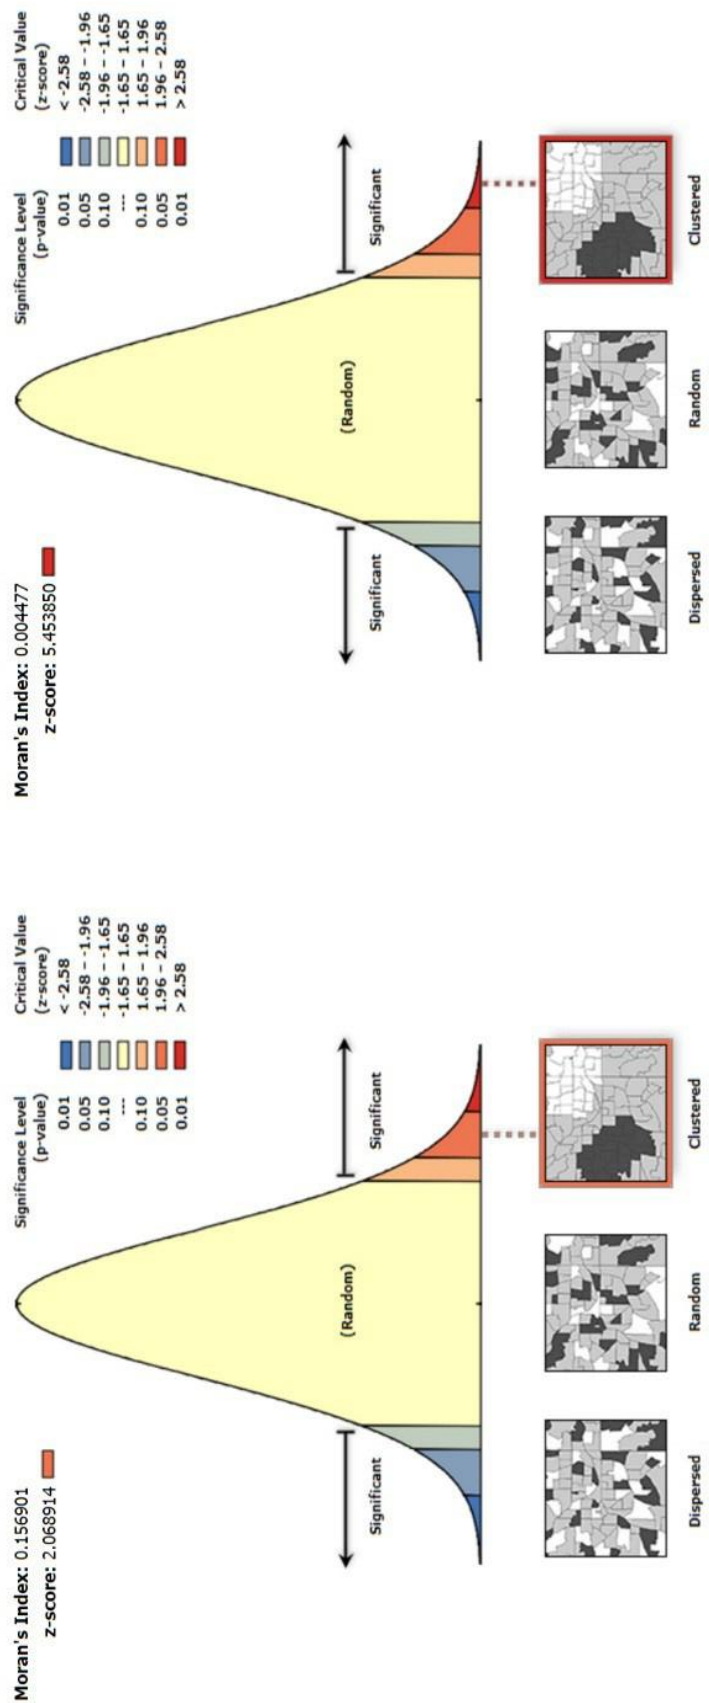 Moran's Index: 0.156901
z-score: 2.068914
Significance Level
(p-value)
Critical Value
(z-score)
0.01 < -2.58
0.05 -2.58 – -1.96
0.10 -1.96 – -1.65
--- -1.65 – 1.65
0.10 1.65 – 1.96
0.05 1.96 – 2.58
0.01 > 2.58
(Random)
Significant
Significant
Dispersed
Random
Clustered
Moran's Index: 0.004477
z-score: 5.453850
Significance Level
(p-value)
Critical Value
(z-score)
0.01 < -2.58
0.05 -2.58 – -1.96
0.10 -1.96 – -1.65
--- -1.65 – 1.65
0.10 1.65 – 1.96
0.05 1.96 – 2.58
0.01 > 2.58
(Random)
Significant
Significant
Dispersed
Random
Clustered